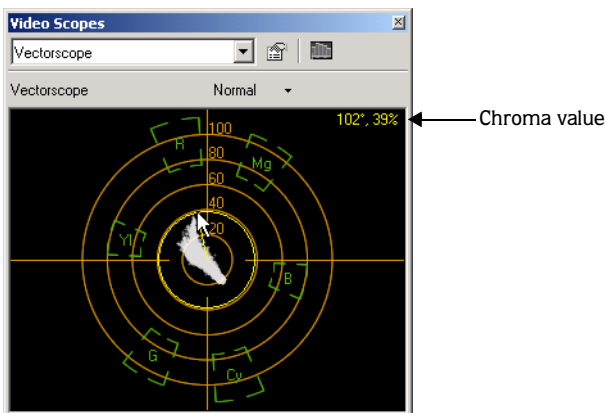 Video Scopes
Vectorscope
Vectorscope Normal
102°, 39%
Chroma value
100
R
80
Mg
60
40
20
Yl
B
G
Cy